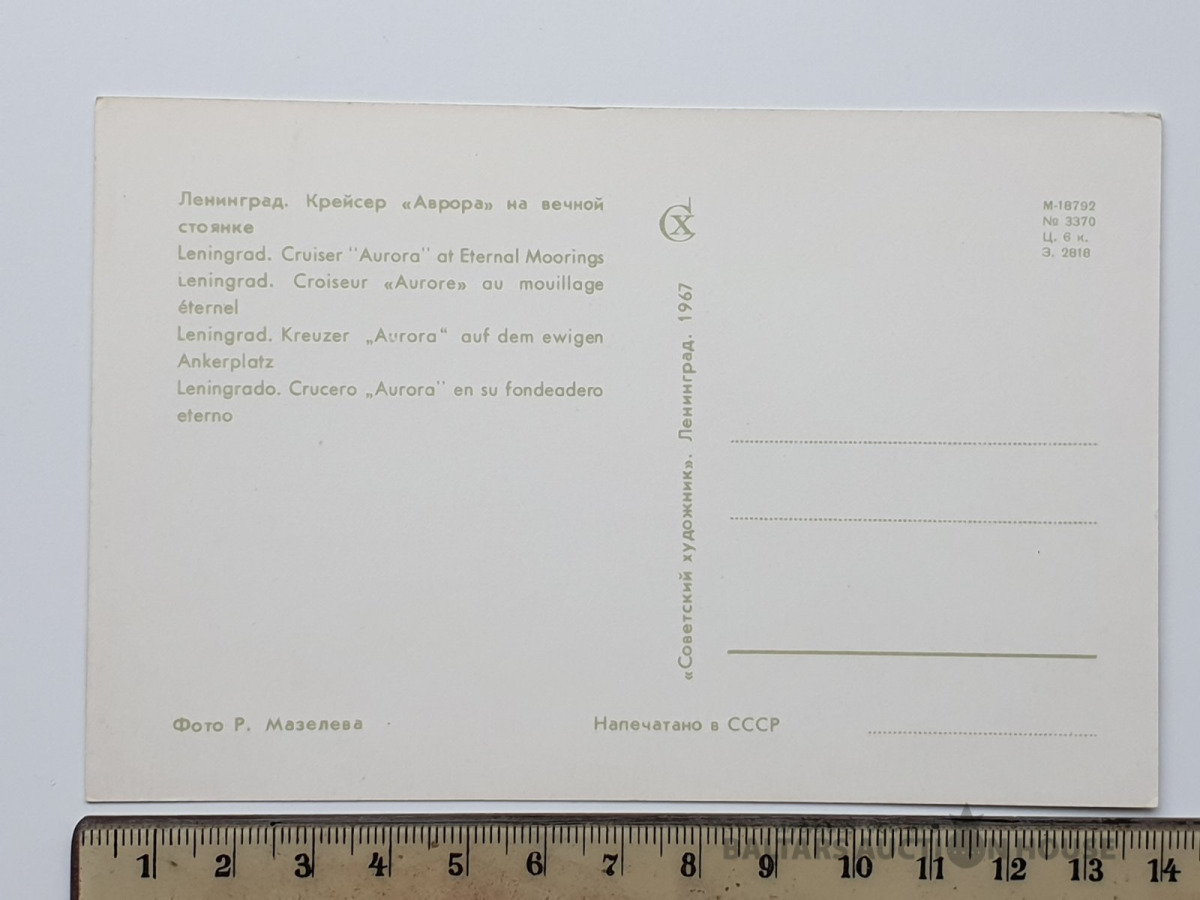 Ленинград. Крейсер «Аврора» на вечной
стоянке
Leningrad. Cruiser "Aurora" at Eternal Moorings
Leningrad. Croiseur «Aurore» au mouillage
éternel
Leningrad. Kreuzer „Aurora“ auf dem ewigen
Ankerplatz
Leningrado. Crucero „Aurora" en su fondeadero
eterno
Фото Р. Мазелева
СХ
«Советский художник». Ленинград. 1967
Напечатано в СССР
М-18792
№ 3370
Ц. 6 к.
З. 2818
BALTARS AUCTION HOUSE
1 2 3 4 5 6 7 8 9 10 11 12 13 14